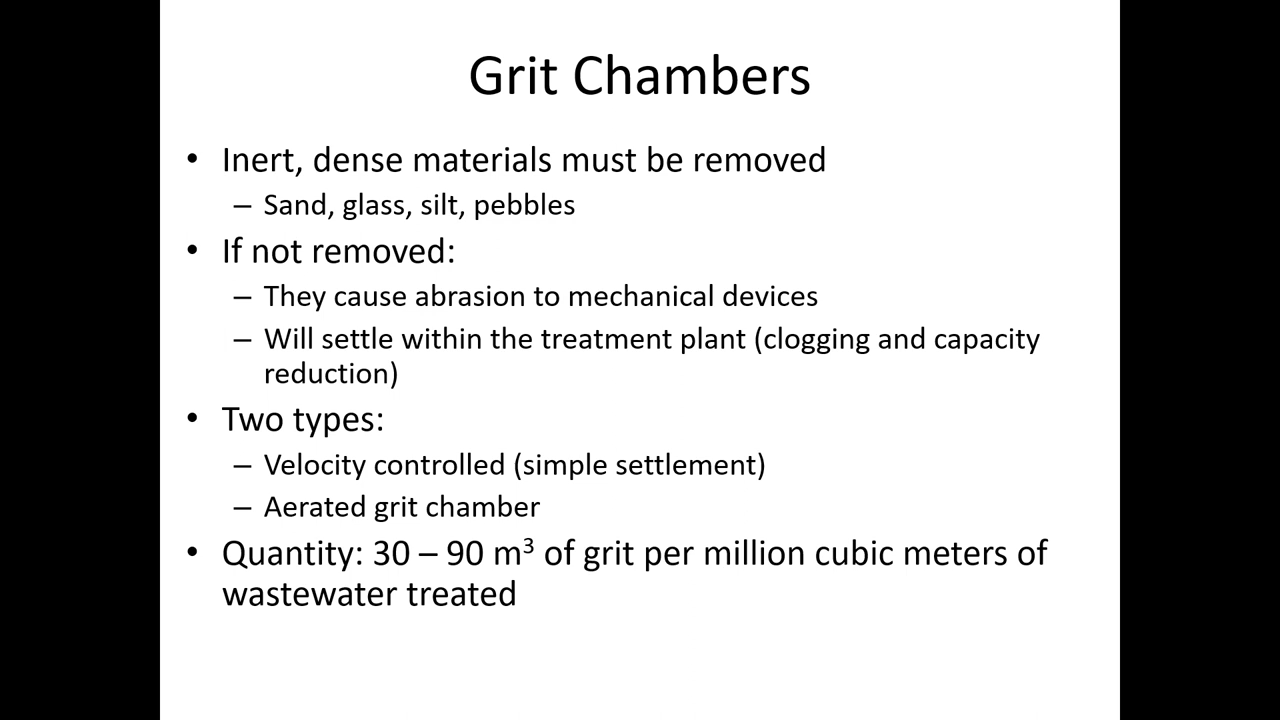 Grit Chambers
• Inert, dense materials must be removed
– Sand, glass, silt, pebbles
• If not removed:
– They cause abrasion to mechanical devices
– Will settle within the treatment plant (clogging and capacity
reduction)
• Two types:
– Velocity controlled (simple settlement)
– Aerated grit chamber
• Quantity: 30 – 90 m³ of grit per million cubic meters of
wastewater treated